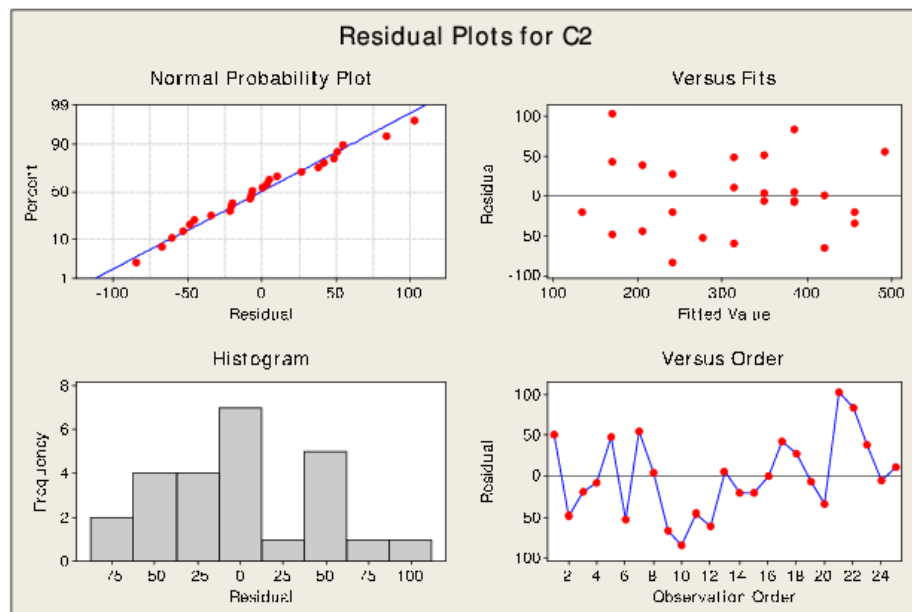 Residual Plots for C2
Normal Probability Plot
Percent
99
90
50
10
1
-100 -50 0 50 100
Residual
Versus Fits
Residua
100
50
0
50
-100
100 200 300 400 500
Fitted Value
Histogram
Frequency
8
6
4
2
0
75 50 25 0 25 50 75 100
Residual
Versus Order
Residual
100
50
0
50
100
2 4 6 8 10 12 14 16 18 20 22 24
Observation Order